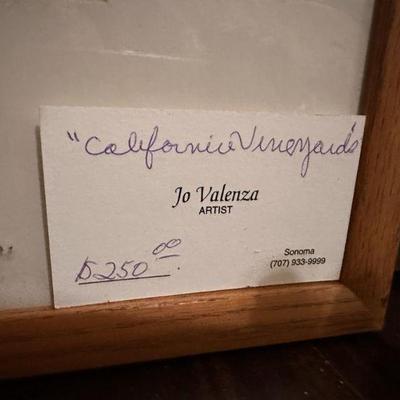 "California Vineyards"
Jo Valenza
ARTIST
$250.00
Sonoma
(707) 933-9999